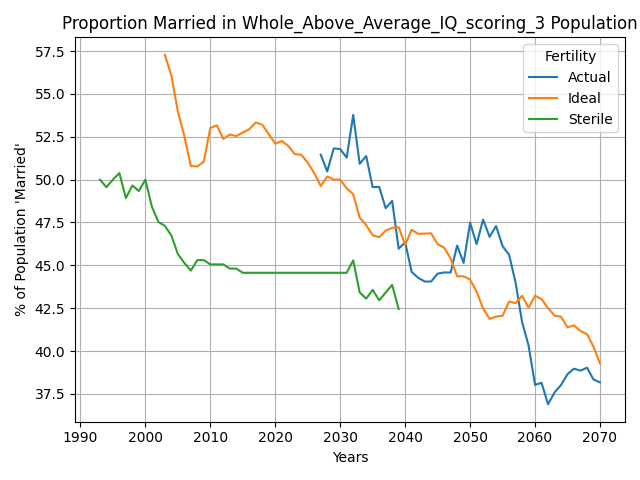 Proportion Married in Whole_Above_Average_IQ_scoring_3 Population
% of Population 'Married'
57.5
55.0
52.5
50.0
47.5
45.0
42.5
40.0
37.5
Fertility
Actual
Ideal
Sterile
1990 2000 2010 2020 2030 2040 2050 2060 2070
Years